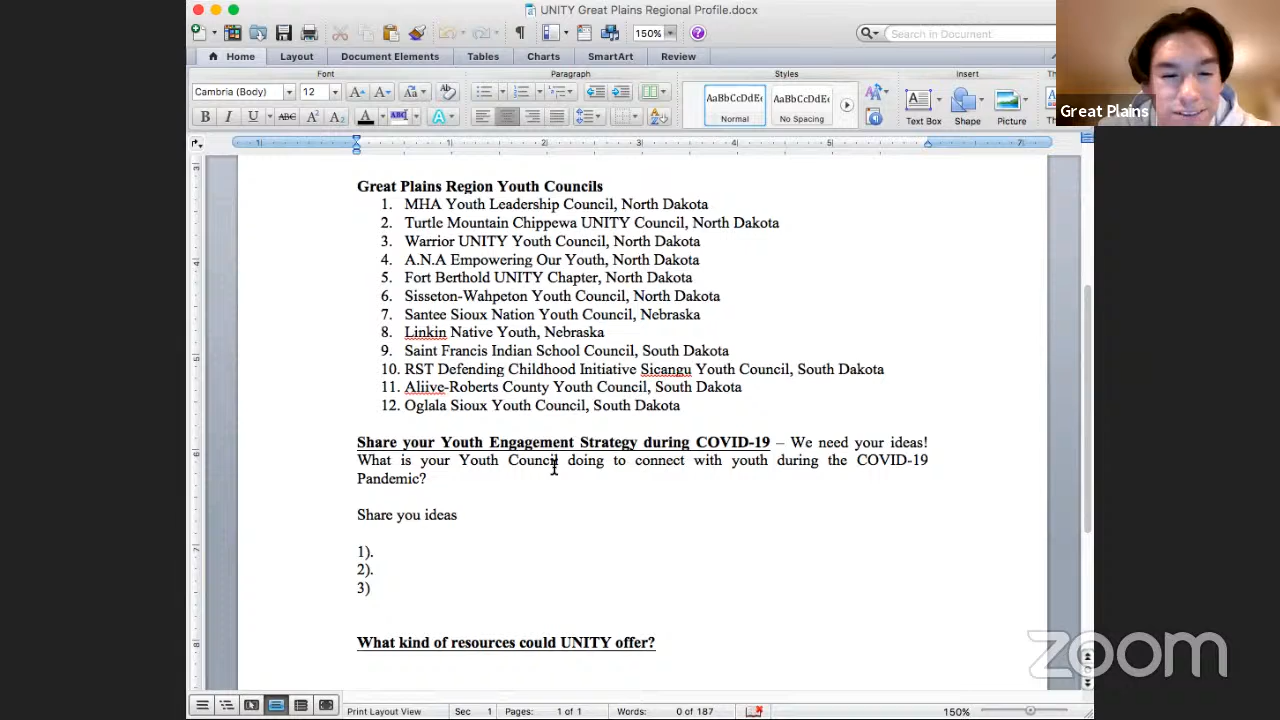 UNITY Great Plains Regional Profile.docx
150%
Search in Document
Home Layout Document Elements Tables Charts SmartArt Review
Font Paragraph Styles Insert
Cambria (Body) 12
AaBbCcDdE AaBbCcDdE
Normal No Spacing Text Box Shape Picture
Great Plains
Great Plains Region Youth Councils
1. MHA Youth Leadership Council, North Dakota
2. Turtle Mountain Chippewa UNITY Council, North Dakota
3. Warrior UNITY Youth Council, North Dakota
4. A.N.A Empowering Our Youth, North Dakota
5. Fort Berthold UNITY Chapter, North Dakota
6. Sisseton-Wahpeton Youth Council, North Dakota
7. Santee Sioux Nation Youth Council, Nebraska
8. Linkin Native Youth, Nebraska
9. Saint Francis Indian School Council, South Dakota
10. RST Defending Childhood Initiative Sicangu Youth Council, South Dakota
11. Aliive-Roberts County Youth Council, South Dakota
12. Oglala Sioux Youth Council, South Dakota
Share your Youth Engagement Strategy during COVID-19 – We need your ideas!
What is your Youth Council doing to connect with youth during the COVID-19
Pandemic?
Share you ideas
1).
2).
3)
What kind of resources could UNITY offer?
zoom
Print Layout View Sec 1 Pages: 1 of 1 Words: 0 of 187 150%